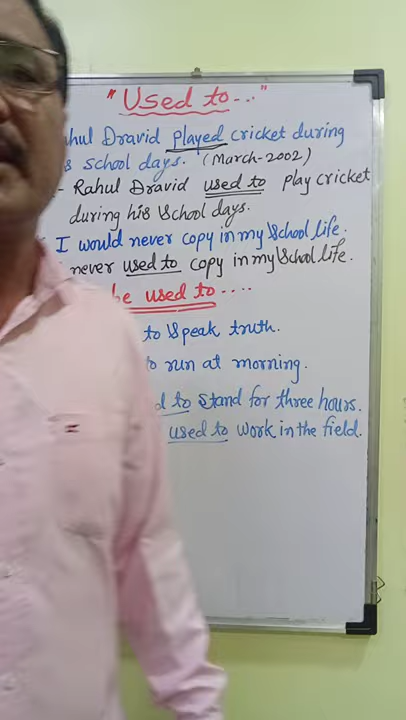 "Used to..."
ahul Dravid played cricket during
s school days. (March-2002)
- Rahul Dravid used to play cricket
during his School days.
I would never copy in my School life.
never used to copy in my School life.
be used to....
to Speak truth.
to run at morning.
d to stand for three hours.
used to work in the field.